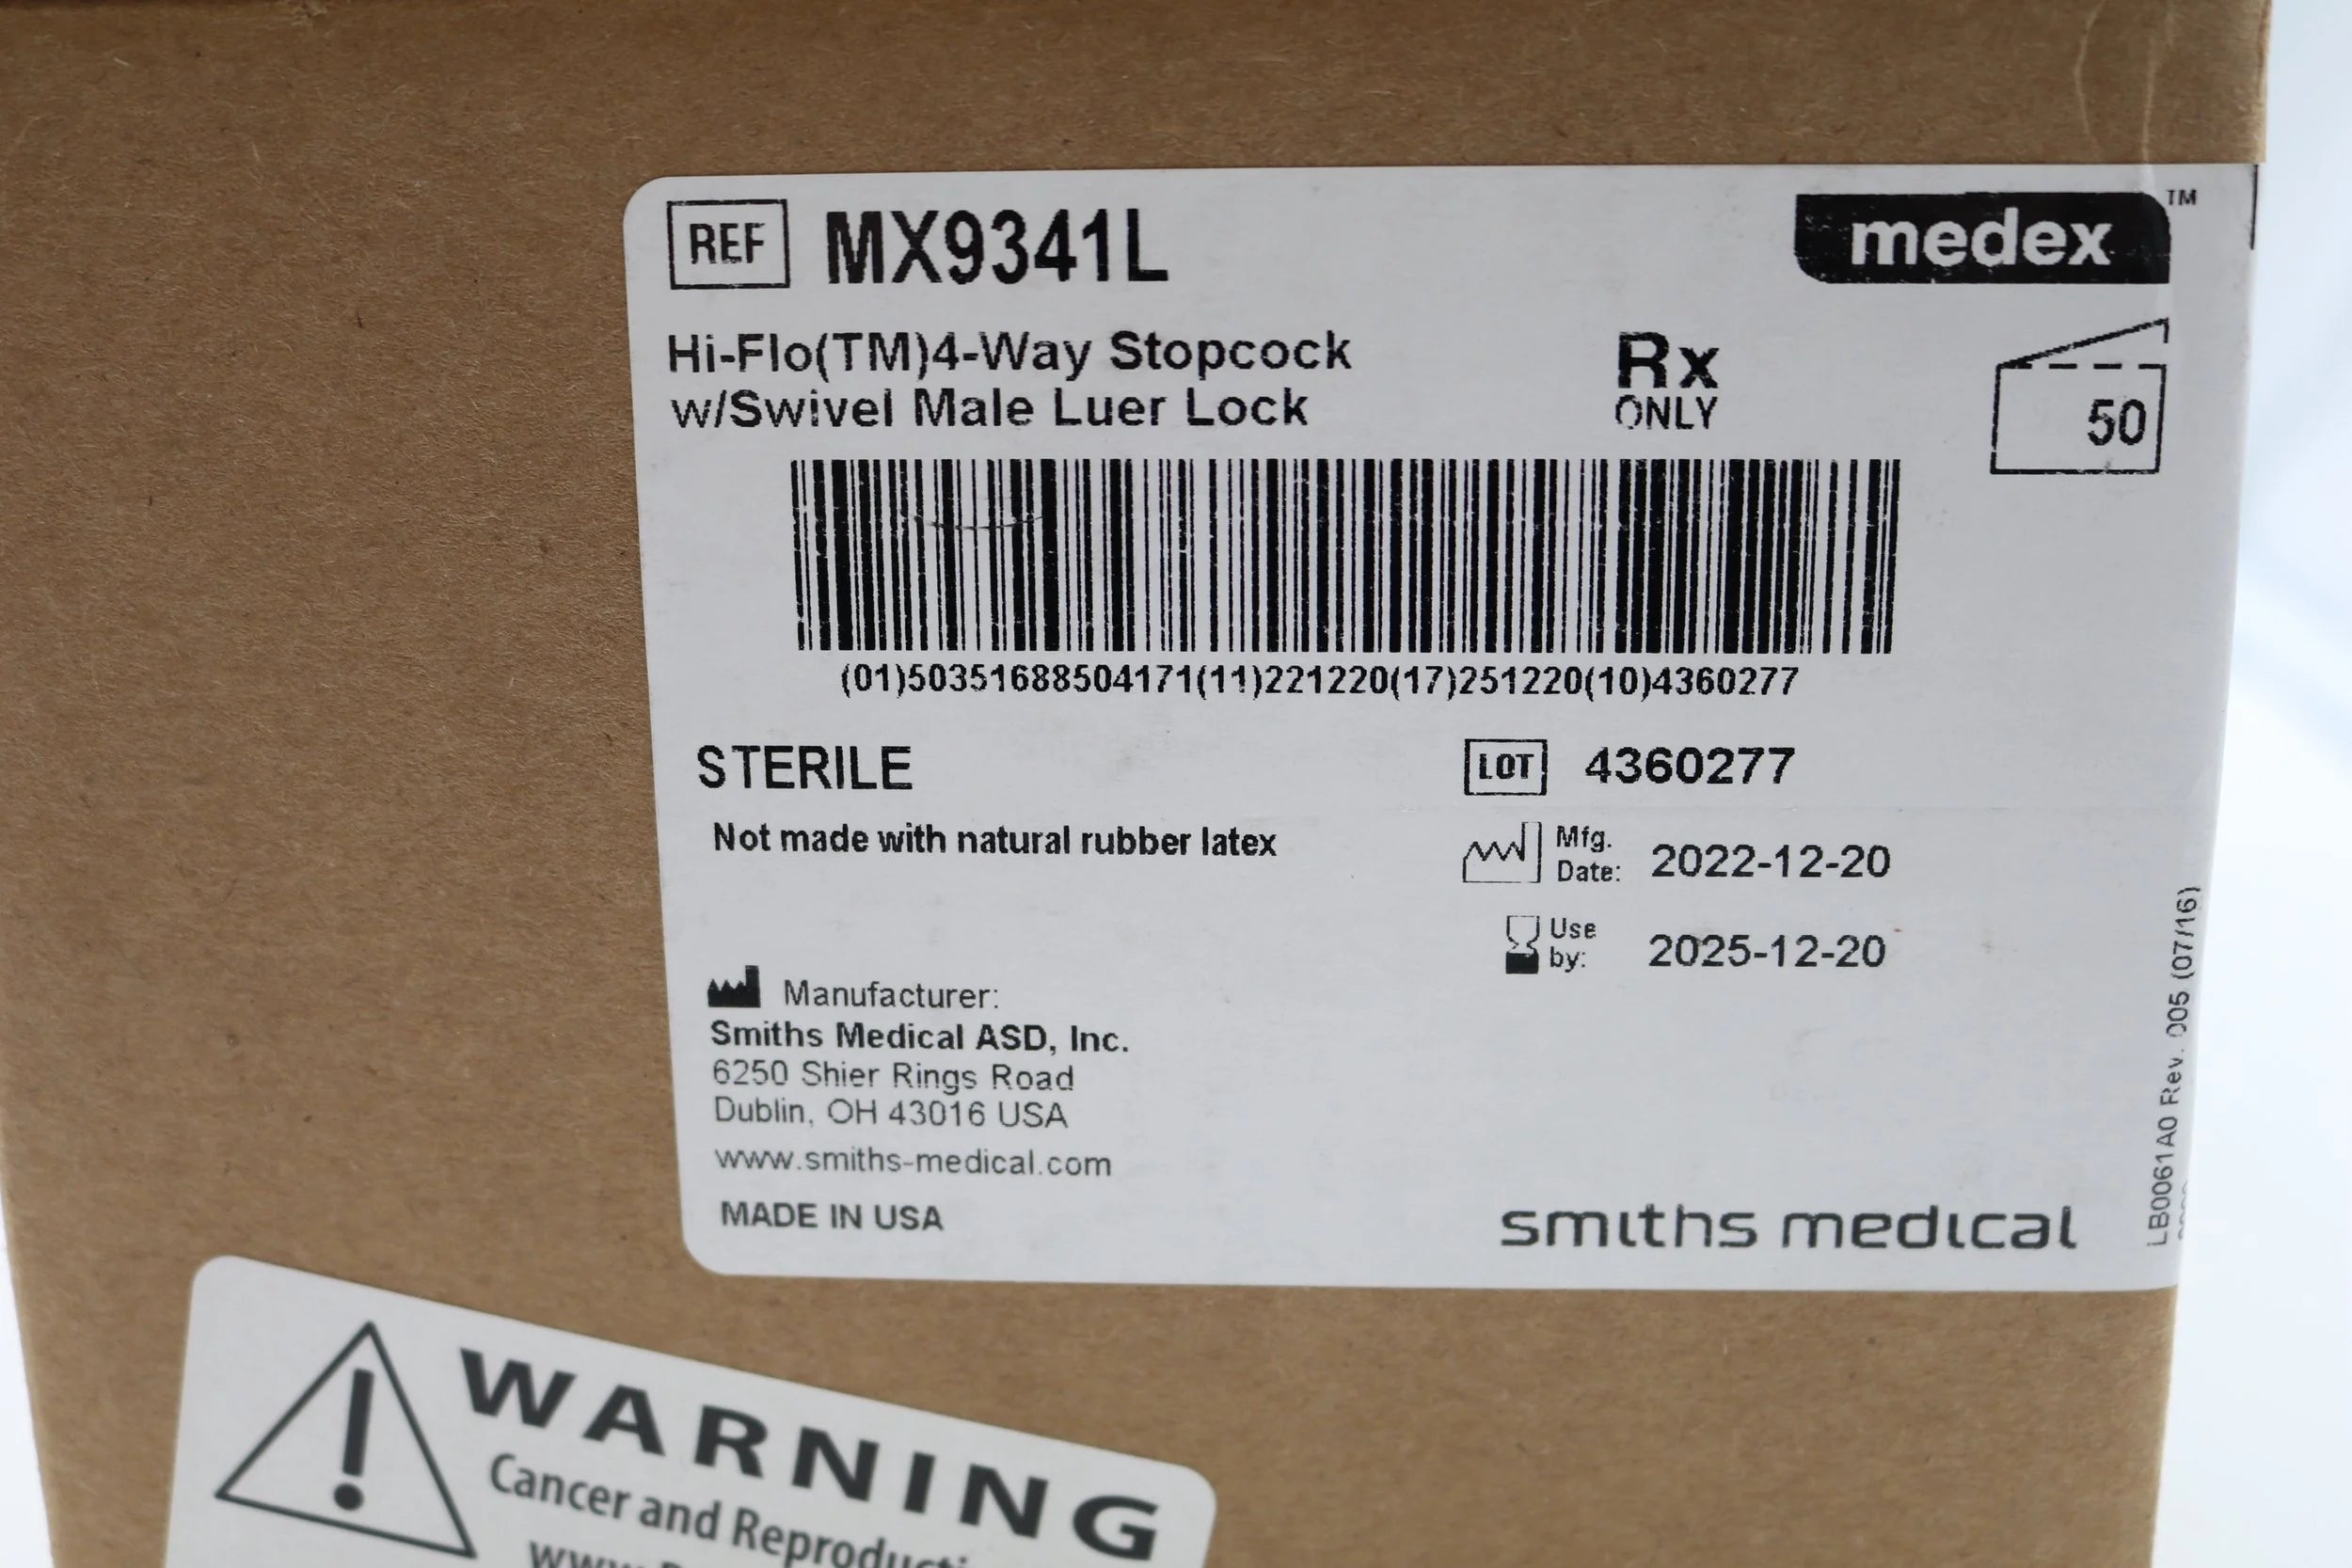 REF MX9341L
medex™
Hi-Flo(TM)4-Way Stopcock
w/Swivel Male Luer Lock
Rx
ONLY
50
(01)50351688504171(11)221220(17)251220(10)4360277
STERILE
LOT 4360277
Not made with natural rubber latex
Mfg.
Date: 2022-12-20
Use
by: 2025-12-20
Manufacturer:
Smiths Medical ASD, Inc.
6250 Shier Rings Road
Dublin, OH 43016 USA
www.smiths-medical.com
MADE IN USA
smiths medical
LB0061A0 Rev. 005 (07/16)
WARNING
Cancer and